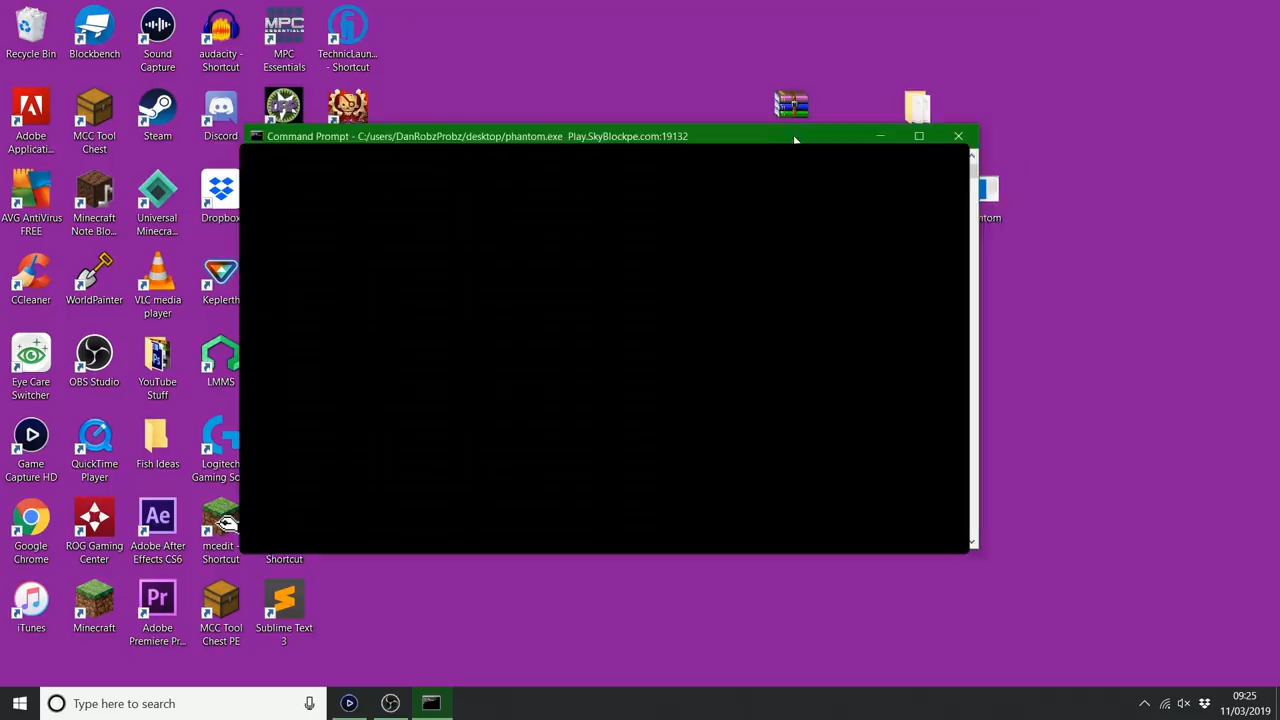 Recycle Bin
Blockbench
Sound
Capture
audacity -
Shortcut
MPC
ESSENTIALS
MPC
Essentials
TechnicLaun...
- Shortcut
Adobe
Applicati...
MCC Tool
Chest
Steam
Discord
Command Prompt - C:/users/DanRobzProbz/desktop/phantom.exe Play.SkyBlockpe.com:19132
AVG AntiVirus
FREE
Minecraft
Note Blo...
Universal
Minecra...
Dropbox
CCleaner
WorldPainter
VLC media
player
Keplerth
Eye Care
Switcher
OBS Studio
YouTube
Stuff
LMMS
Game
Capture HD
QuickTime
Player
Fish Ideas
Logitech
Gaming So
Google
Chrome
ROG Gaming
Center
Ae
Adobe After
Effects CS6
mcedit -
Shortcut
Shortcut
iTunes
Minecraft
Pr
Adobe
Premiere Pr...
MCC Tool
Chest PE
Sublime Text
3
Type here to search
09:25
11/03/2019